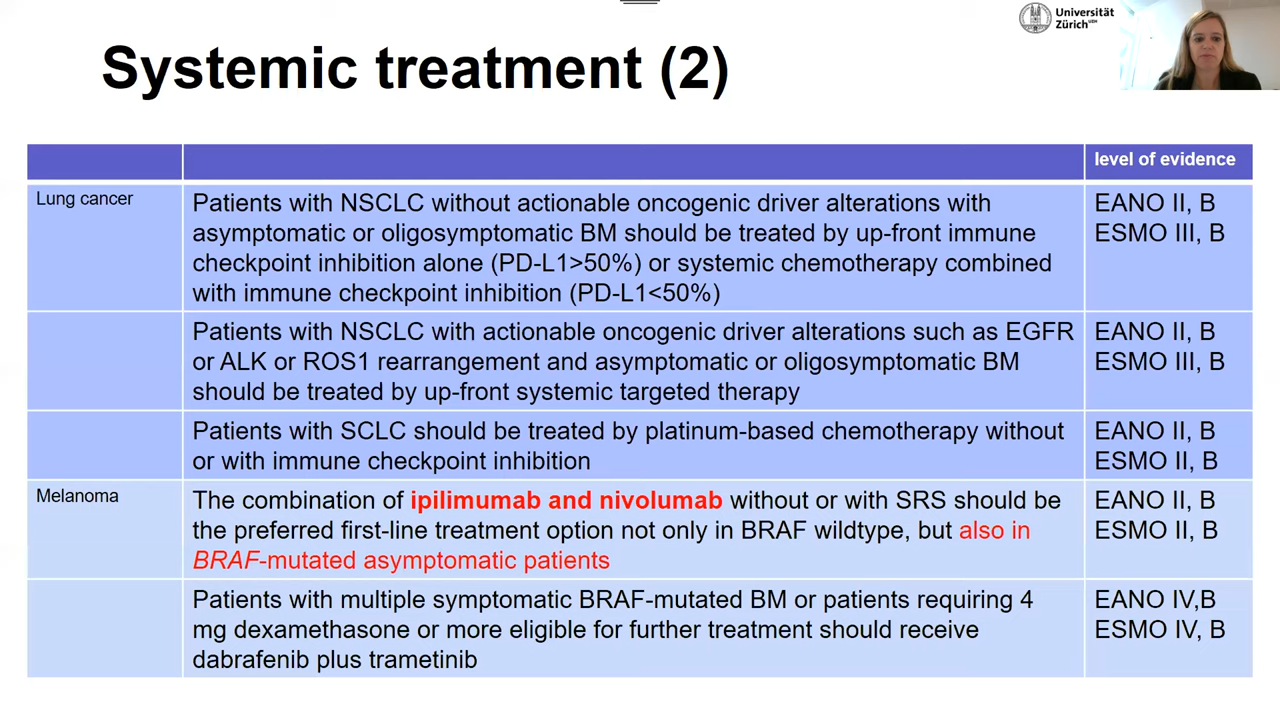 Universität
Zürich UZH
Systemic treatment (2)
level of evidence
Lung cancer
Patients with NSCLC without actionable oncogenic driver alterations with
asymptomatic or oligosymptomatic BM should be treated by up-front immune
checkpoint inhibition alone (PD-L1>50%) or systemic chemotherapy combined
with immune checkpoint inhibition (PD-L1<50%)
EANO II, B
ESMO III, B
Patients with NSCLC with actionable oncogenic driver alterations such as EGFR
or ALK or ROS1 rearrangement and asymptomatic or oligosymptomatic BM
should be treated by up-front systemic targeted therapy
EANO II, B
ESMO III, B
Patients with SCLC should be treated by platinum-based chemotherapy without
or with immune checkpoint inhibition
EANO II, B
ESMO II, B
Melanoma
The combination of ipilimumab and nivolumab without or with SRS should be
the preferred first-line treatment option not only in BRAF wildtype, but also in
BRAF-mutated asymptomatic patients
EANO II, B
ESMO II, B
Patients with multiple symptomatic BRAF-mutated BM or patients requiring 4
mg dexamethasone or more eligible for further treatment should receive
dabrafenib plus trametinib
EANO IV,B
ESMO IV, B